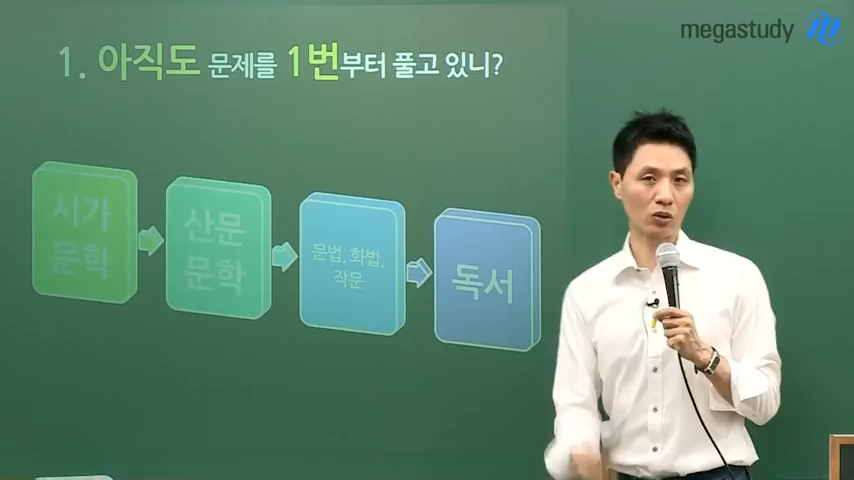 megastudy
1. 아직도 문제를 1번부터 풀고 있니?
시가
문학
산문
문학
문법, 화법,
작문
독서